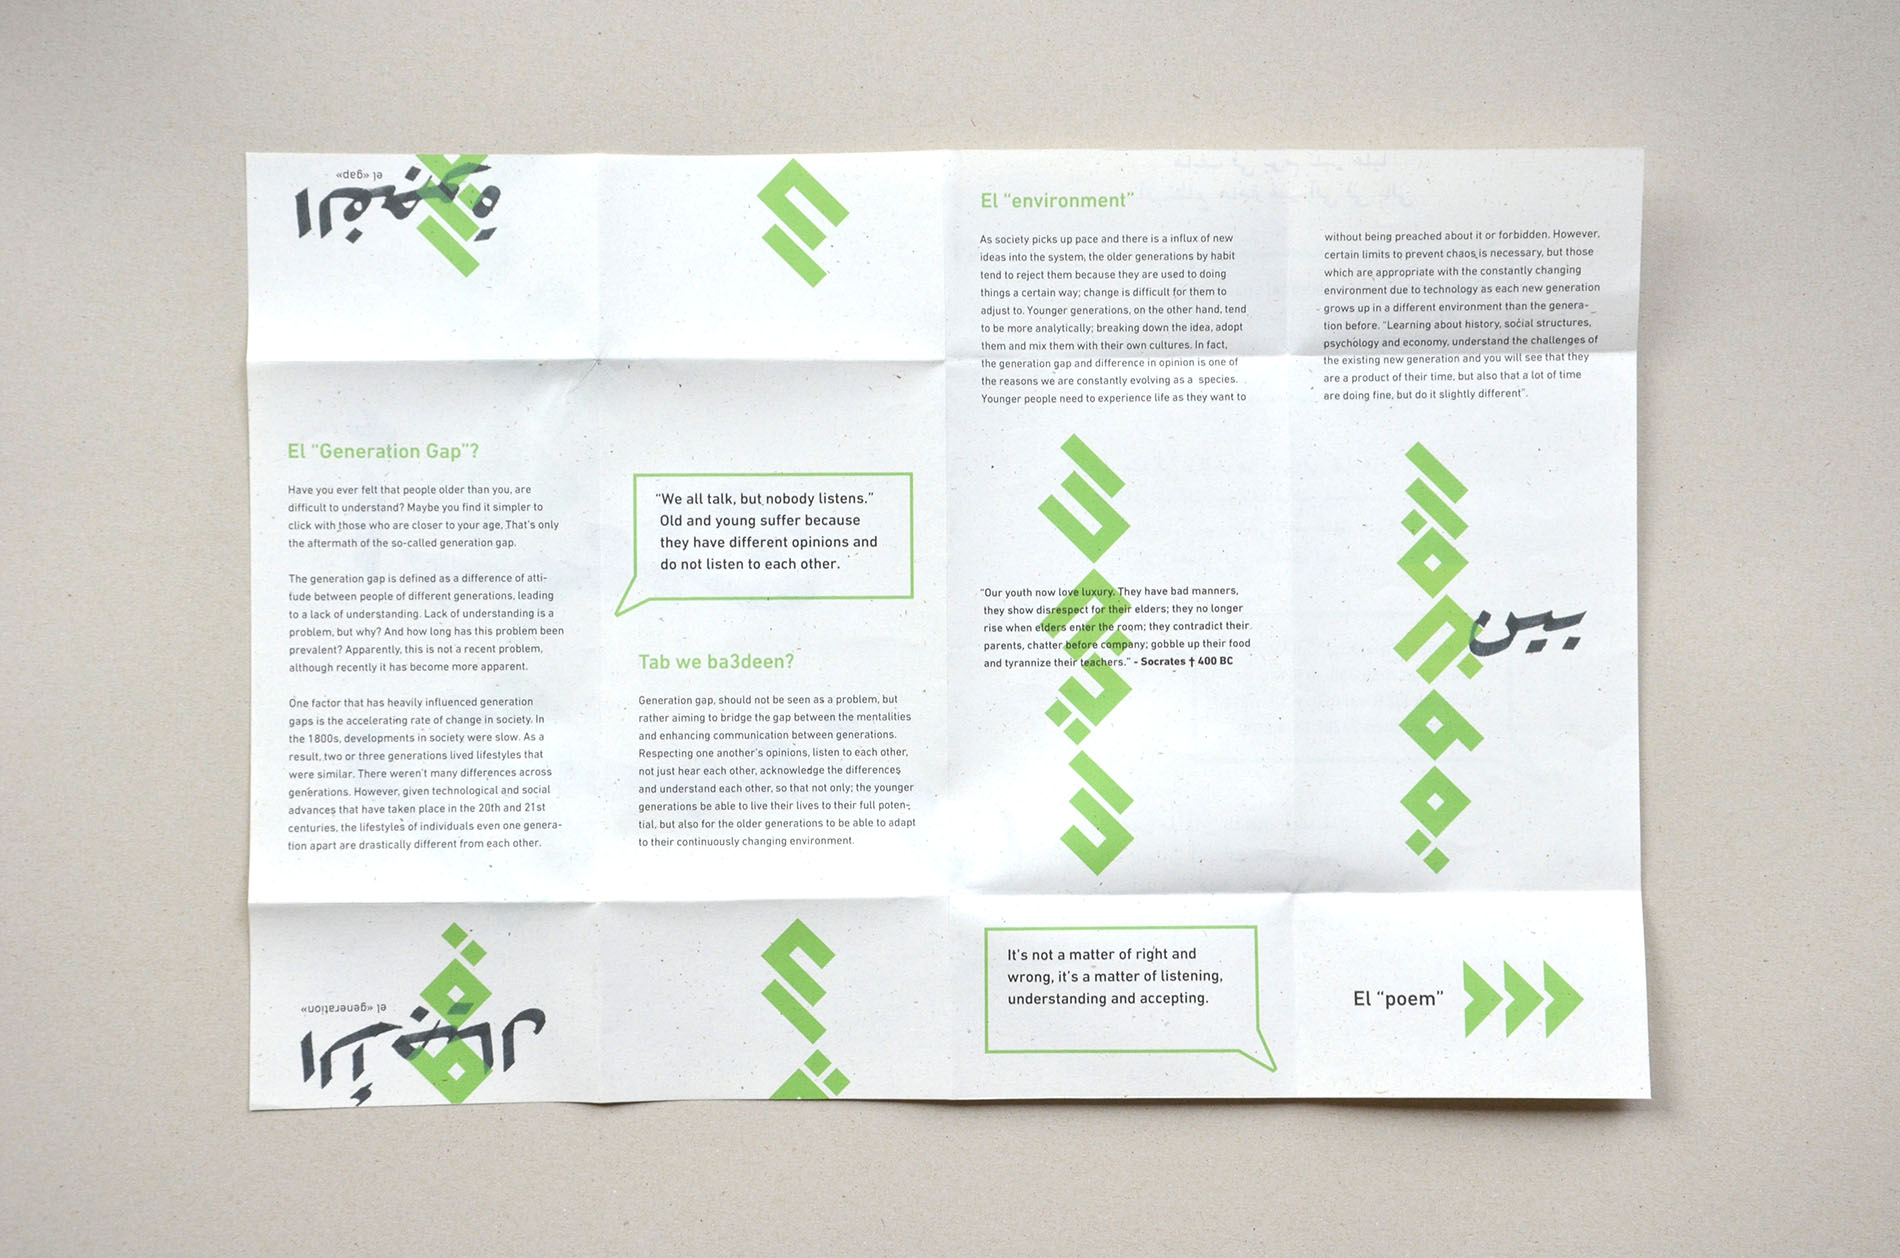 el «gap»
الفجوة
El “environment”
As society picks up pace and there is a influx of new
ideas into the system, the older generations by habit
tend to reject them because they are used to doing
things a certain way; change is difficult for them to
adjust to. Younger generations, on the other hand, tend
to be more analytically; breaking down the idea, adopt
them and mix them with their own cultures. In fact,
the generation gap and difference in opinion is one of
the reasons we are constantly evolving as a species.
Younger people need to experience life as they want to
without being preached about it or forbidden. However,
certain limits to prevent chaos is necessary, but those
which are appropriate with the constantly changing
environment due to technology as each new generation
grows up in a different environment than the genera-
tion before. “Learning about history, social structures,
psychology and economy, understand the challenges of
the existing new generation and you will see that they
are a product of their time, but also that a lot of time
are doing fine, but do it slightly different”.
El “Generation Gap”?
Have you ever felt that people older than you, are
difficult to understand? Maybe you find it simpler to
click with those who are closer to your age, That’s only
the aftermath of the so-called generation gap.
The generation gap is defined as a difference of atti-
tude between people of different generations, leading
to a lack of understanding. Lack of understanding is a
problem, but why? And how long has this problem been
prevalent? Apparently, this is not a recent problem,
although recently it has become more apparent.
One factor that has heavily influenced generation
gaps is the accelerating rate of change in society. In
the 1800s, developments in society were slow. As a
result, two or three generations lived lifestyles that
were similar. There weren’t many differences across
generations. However, given technological and social
advances that have taken place in the 20th and 21st
centuries, the lifestyles of individuals even one genera-
tion apart are drastically different from each other.
“We all talk, but nobody listens.”
Old and young suffer because
they have different opinions and
do not listen to each other.
Tab we ba3deen?
Generation gap, should not be seen as a problem, but
rather aiming to bridge the gap between the mentalities
and enhancing communication between generations.
Respecting one another’s opinions, listen to each other,
not just hear each other, acknowledge the differences
and understand each other, so that not only; the younger
generations be able to live their lives to their full poten-
tial, but also for the older generations to be able to adapt
to their continuously changing environment.
“Our youth now love luxury. They have bad manners,
they show disrespect for their elders; they no longer
rise when elders enter the room; they contradict their
parents, chatter before company; gobble up their food
and tyrannize their teachers.” - Socrates † 400 BC
بين
el «generation»
الأجيال
It’s not a matter of right and
wrong, it’s a matter of listening,
understanding and accepting.
El “poem”